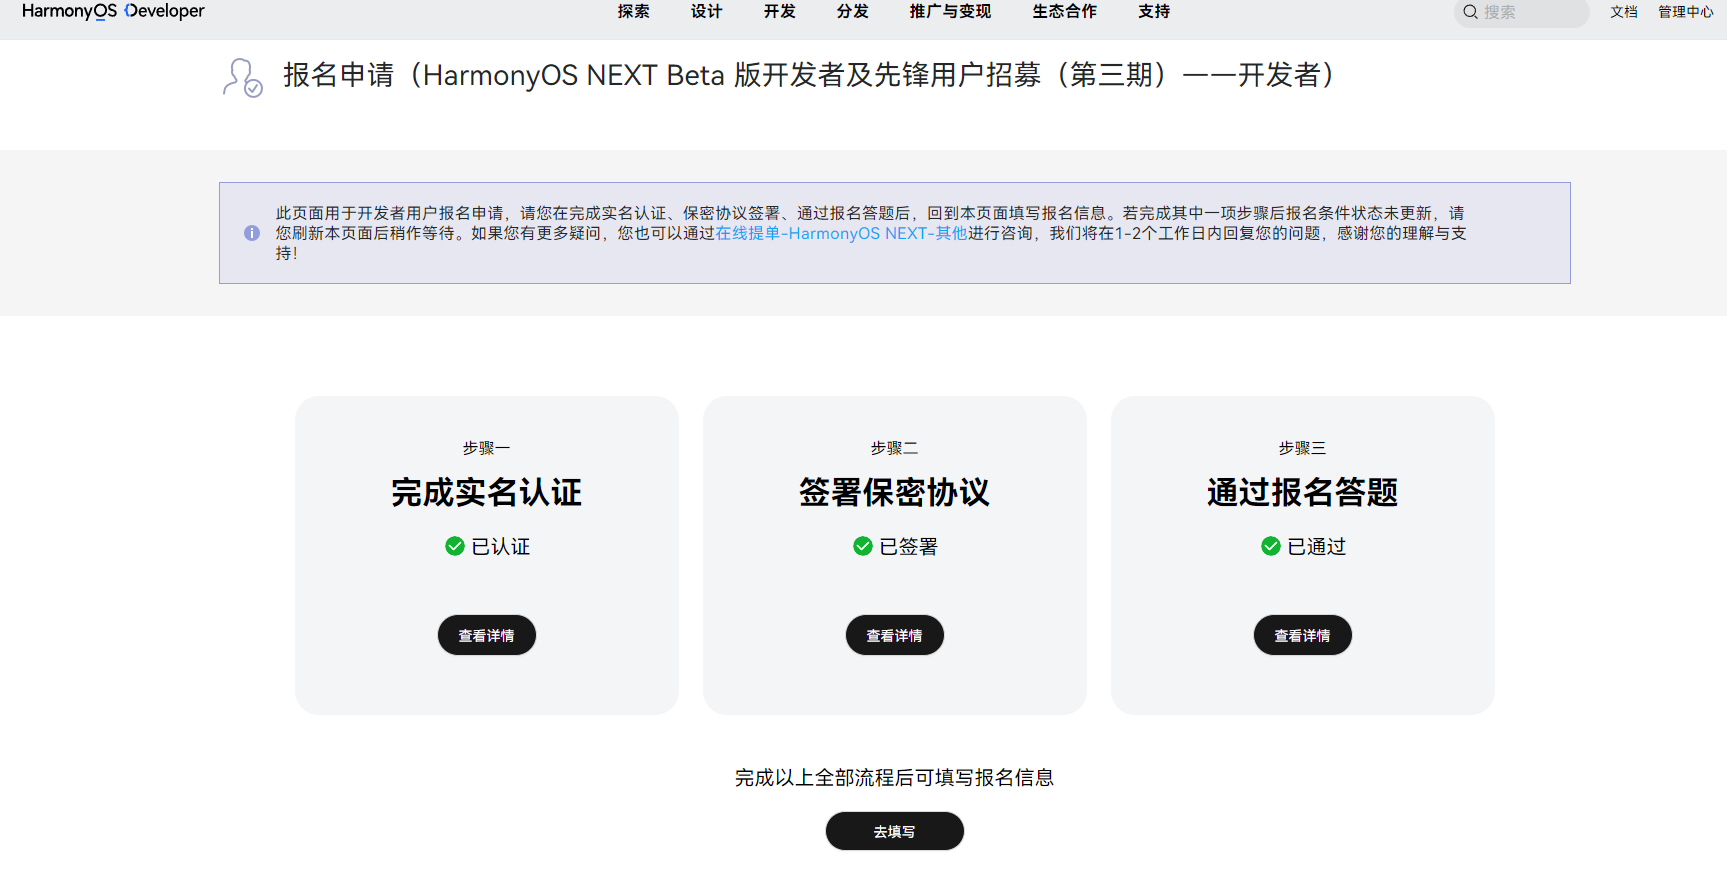 HarmonyOS Developer
探索 设计 开发 分发 推广与变现 生态合作 支持
搜索
文档 管理中心
报名申请（HarmonyOS NEXT Beta 版开发者及先锋用户招募（第三期）——开发者）
此页面用于开发者用户报名申请，请您在完成实名认证、保密协议签署、通过报名答题后，回到本页面填写报名信息。若完成其中一项步骤后报名条件状态未更新，请
您刷新本页面后稍作等待。如果您有更多疑问，您也可以通过在线提单-HarmonyOS NEXT-其他进行咨询，我们将在1-2个工作日内回复您的问题，感谢您的理解与支
持！
步骤一
完成实名认证
已认证
查看详情
步骤二
签署保密协议
已签署
查看详情
步骤三
通过报名答题
已通过
查看详情
完成以上全部流程后可填写报名信息
去填写